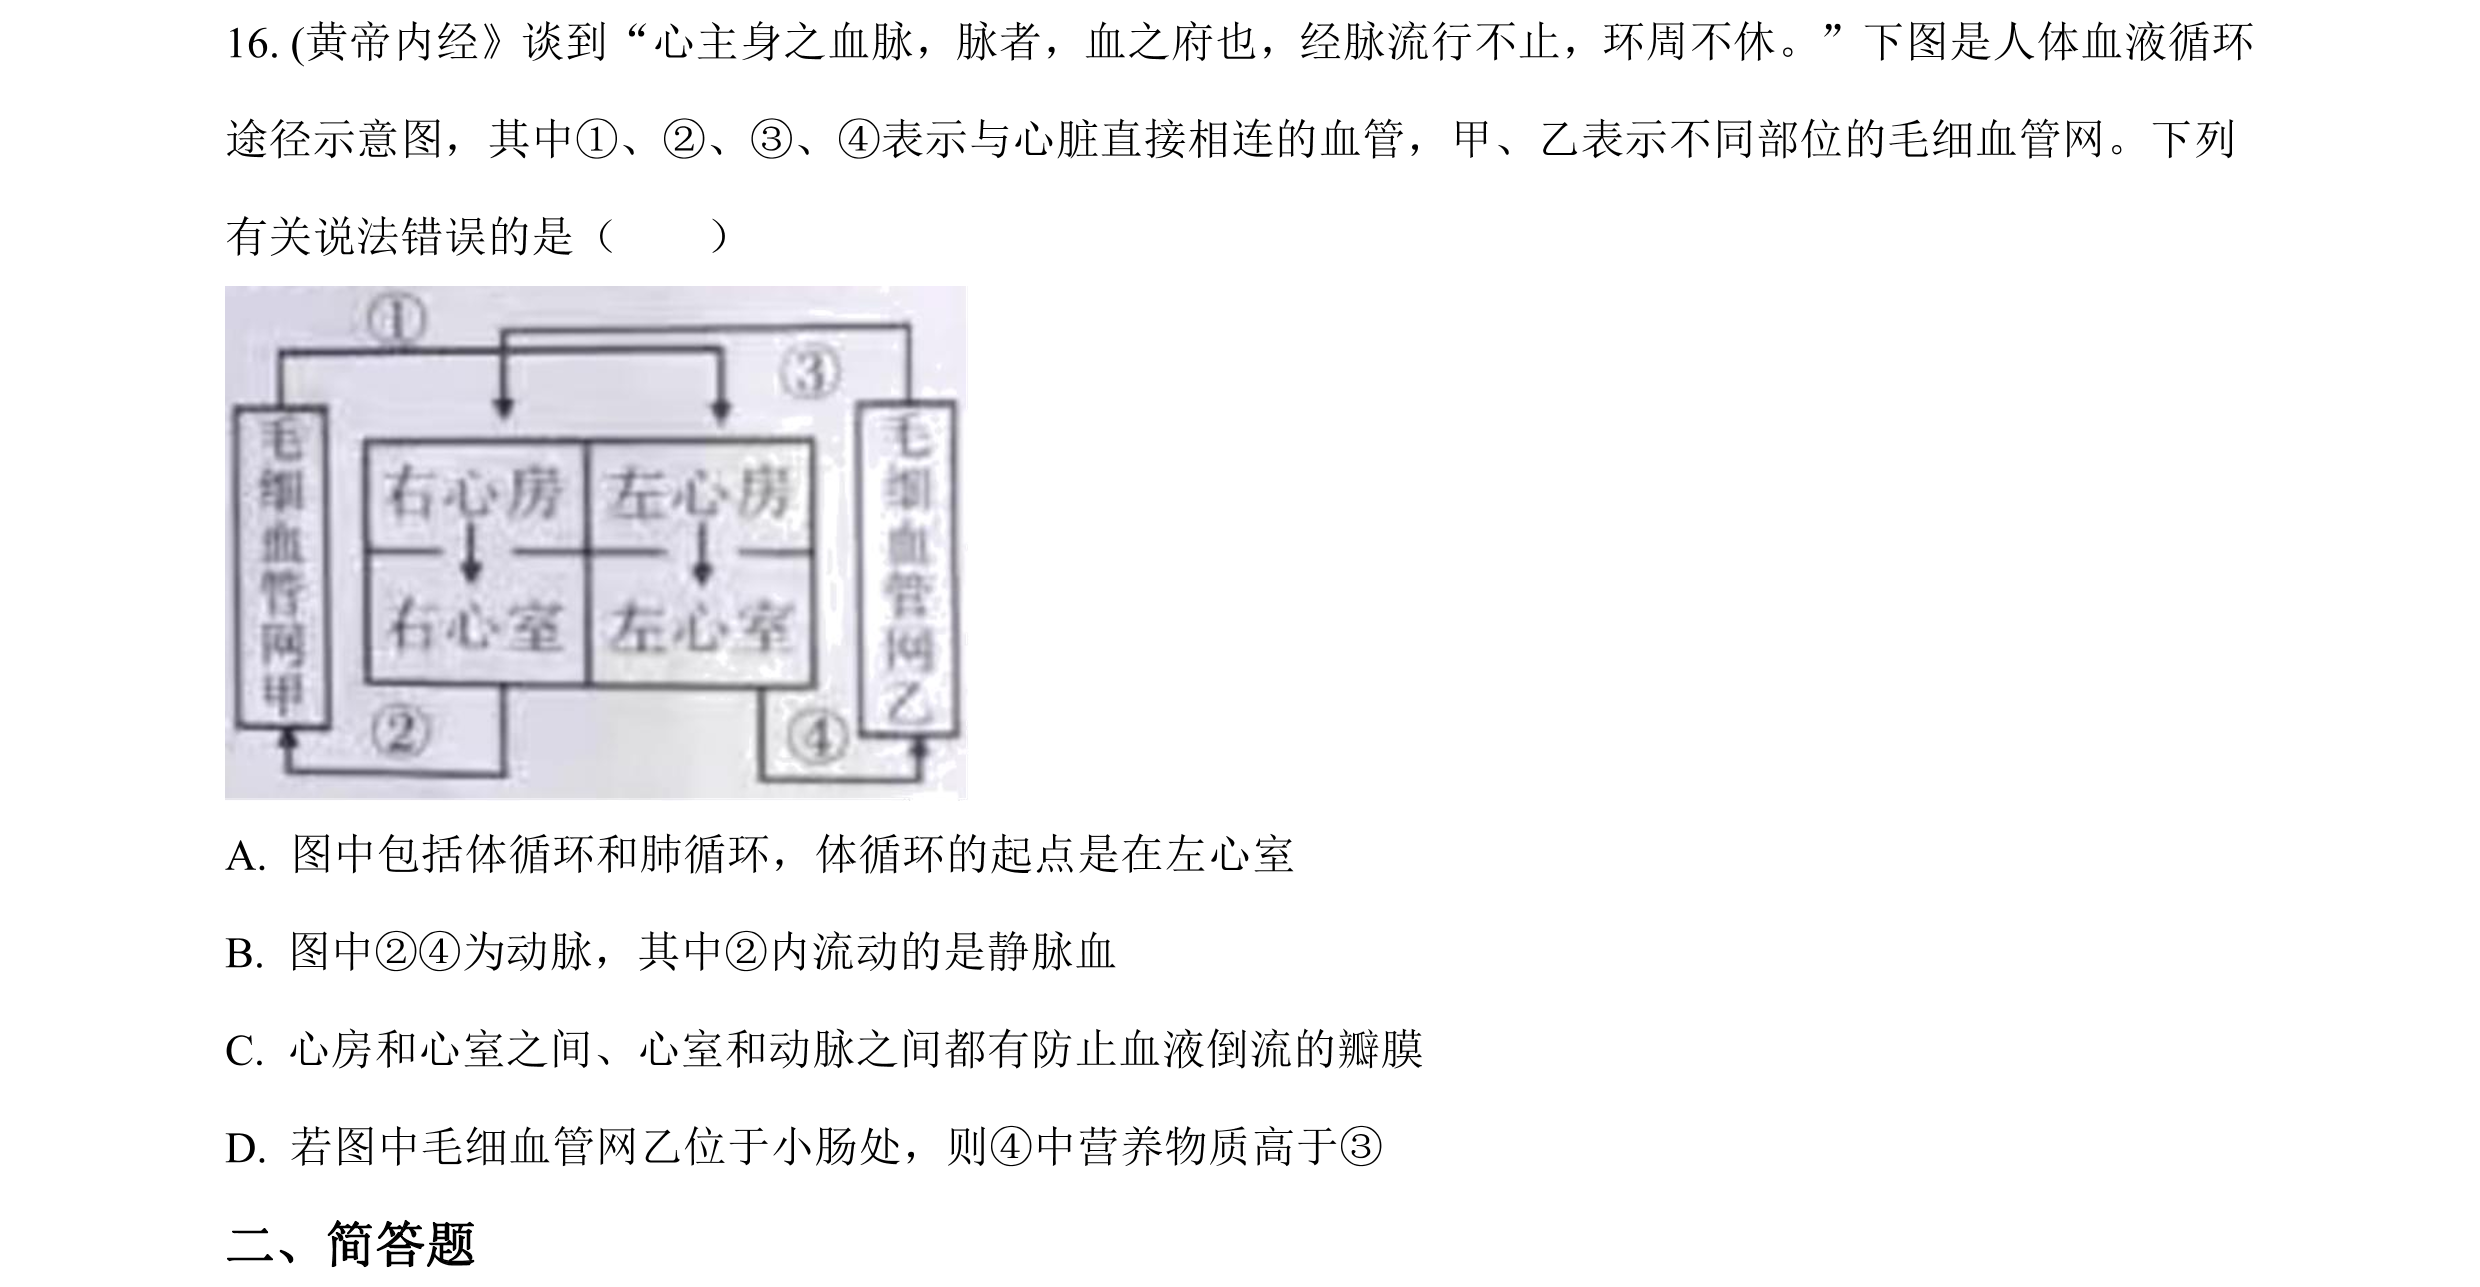 16. (黄帝内经》谈到“心主身之血脉，脉者，血之府也，经脉流行不止，环周不休。”下图是人体血液循环
途径示意图，其中①、②、③、④表示与心脏直接相连的血管，甲、乙表示不同部位的毛细血管网。下列
有关说法错误的是（　　）
①
③
毛细血管网甲
右心房 左心房
右心室 左心室
毛细血管网乙
②
④
A. 图中包括体循环和肺循环，体循环的起点是在左心室
B. 图中②④为动脉，其中②内流动的是静脉血
C. 心房和心室之间、心室和动脉之间都有防止血液倒流的瓣膜
D. 若图中毛细血管网乙位于小肠处，则④中营养物质高于③
二、简答题